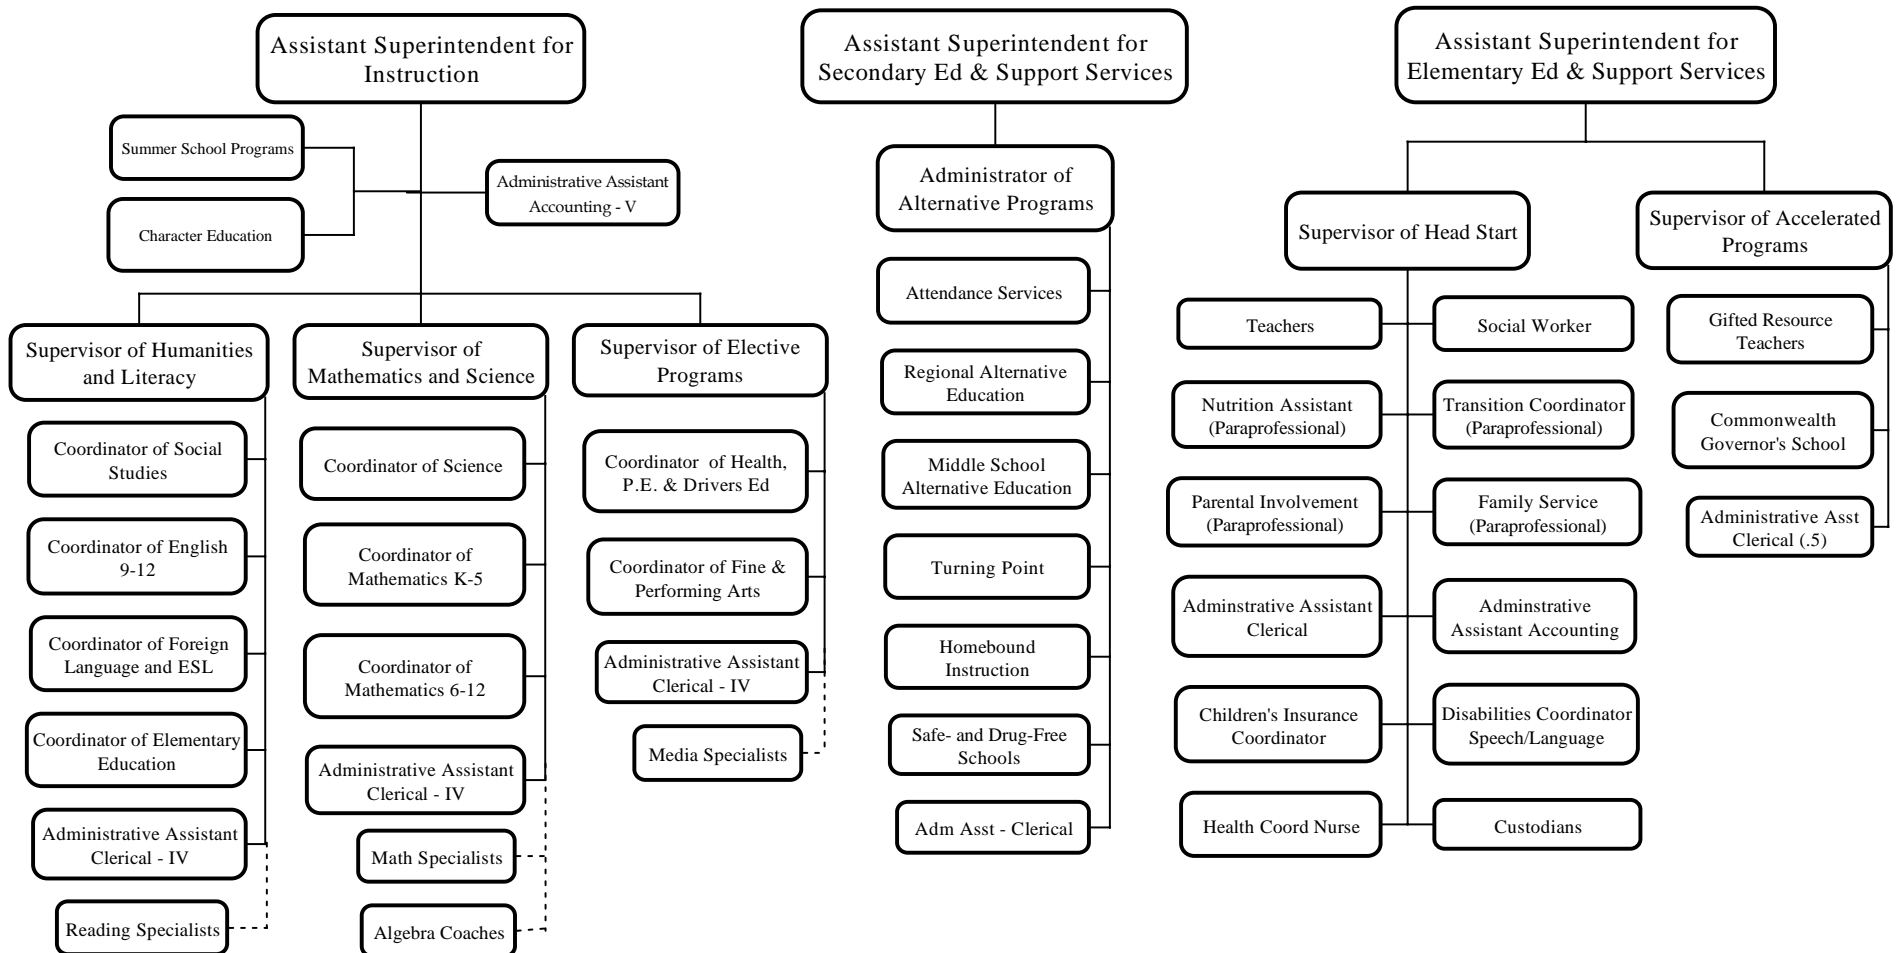 Assistant Superintendent for
Instruction
Summer School Programs
Character Education
Administrative Assistant
Accounting - V
Supervisor of Humanities
and Literacy
Coordinator of Social
Studies
Coordinator of English
9-12
Coordinator of Foreign
Language and ESL
Coordinator of Elementary
Education
Administrative Assistant
Clerical - IV
Reading Specialists
Supervisor of
Mathematics and Science
Coordinator of Science
Coordinator of
Mathematics K-5
Coordinator of
Mathematics 6-12
Administrative Assistant
Clerical - IV
Math Specialists
Algebra Coaches
Supervisor of Elective
Programs
Coordinator of Health,
P.E. & Drivers Ed
Coordinator of Fine &
Performing Arts
Administrative Assistant
Clerical - IV
Media Specialists
Assistant Superintendent for
Secondary Ed & Support Services
Administrator of
Alternative Programs
Attendance Services
Regional Alternative
Education
Middle School
Alternative Education
Turning Point
Homebound
Instruction
Safe- and Drug-Free
Schools
Adm Asst - Clerical
Assistant Superintendent for
Elementary Ed & Support Services
Supervisor of Head Start
Teachers
Social Worker
Nutrition Assistant
(Paraprofessional)
Transition Coordinator
(Paraprofessional)
Parental Involvement
(Paraprofessional)
Family Service
(Paraprofessional)
Adminstrative Assistant
Clerical
Adminstrative
Assistant Accounting
Children's Insurance
Coordinator
Disabilities Coordinator
Speech/Language
Health Coord Nurse
Custodians
Supervisor of Accelerated
Programs
Gifted Resource
Teachers
Commonwealth
Governor's School
Administrative Asst
Clerical (.5)